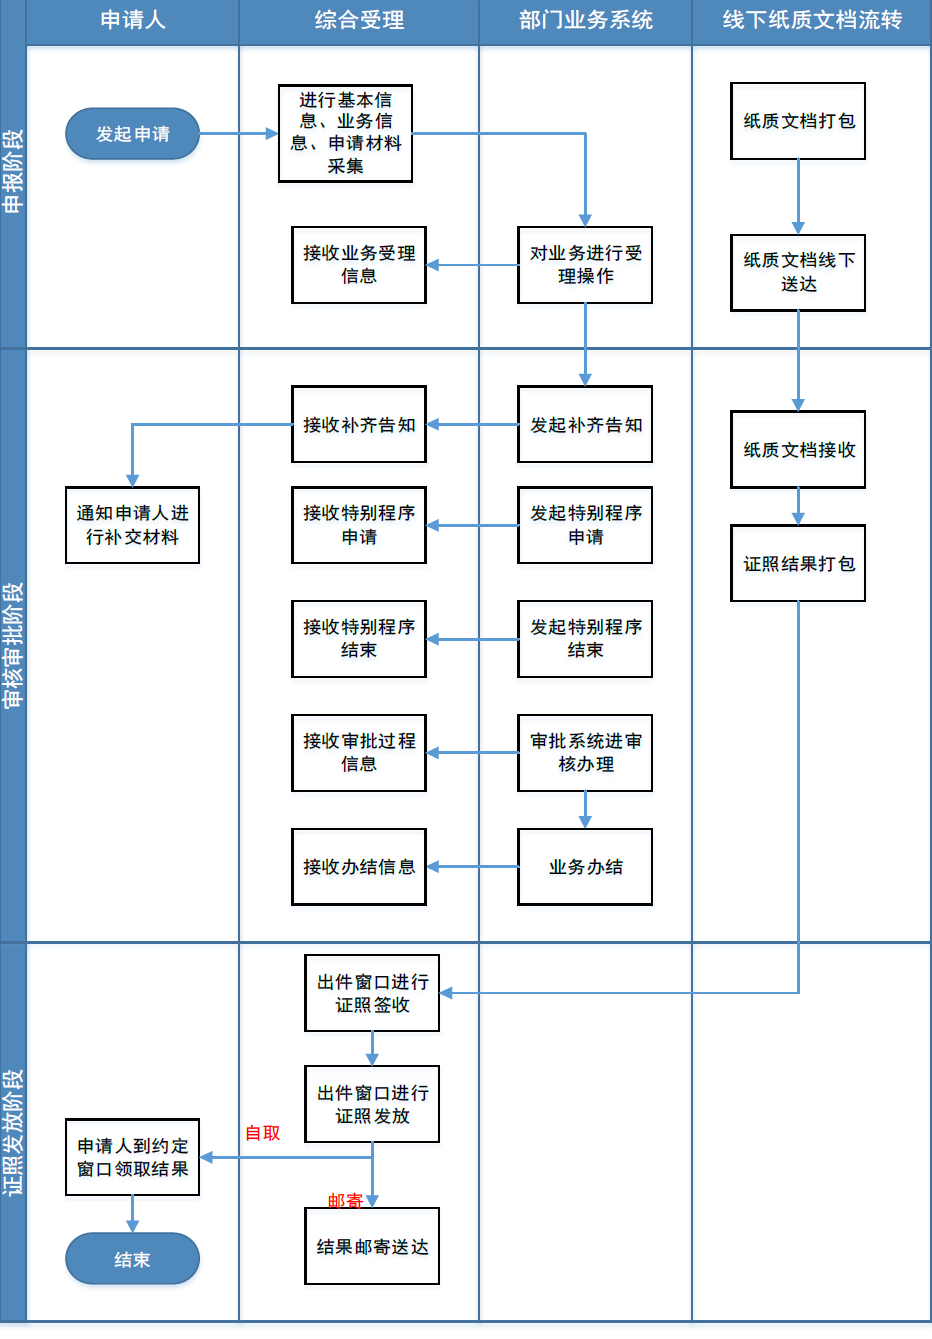 申请人
综合受理
部门业务系统
线下纸质文档流转
申报阶段
发起申请
进行基本信
息、业务信
息、申请材料
采集
纸质文档打包
接收业务受理
信息
对业务进行受
理操作
纸质文档线下
送达
审核审批阶段
接收补齐告知
发起补齐告知
纸质文档接收
通知申请人进
行补交材料
接收特别程序
申请
发起特别程序
申请
证照结果打包
接收特别程序
结束
发起特别程序
结束
接收审批过程
信息
审批系统进审
核办理
接收办结信息
业务办结
证照发放阶段
出件窗口进行
证照签收
出件窗口进行
证照发放
自取
申请人到约定
窗口领取结果
邮寄
结果邮寄送达
结束